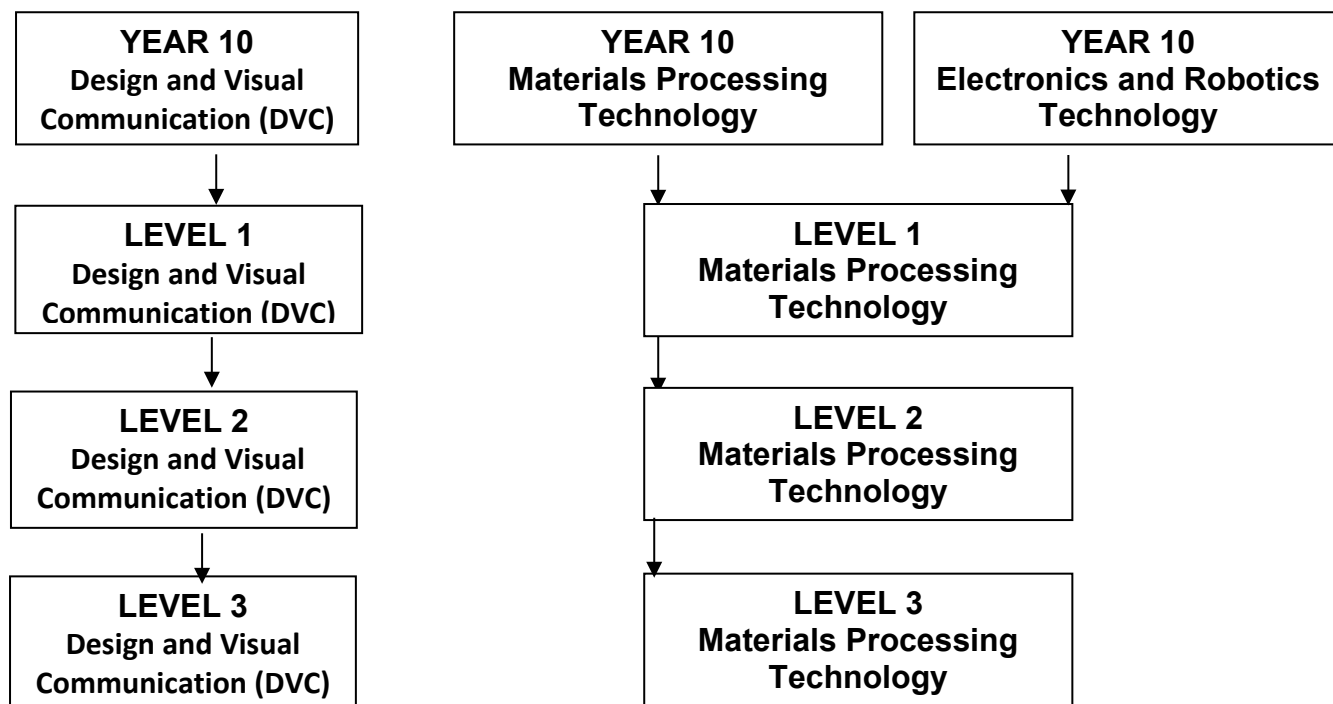 YEAR 10
Design and Visual
Communication (DVC)
YEAR 10
Materials Processing
Technology
YEAR 10
Electronics and Robotics
Technology
LEVEL 1
Design and Visual
Communication (DVC)
LEVEL 1
Materials Processing
Technology
LEVEL 2
Design and Visual
Communication (DVC)
LEVEL 2
Materials Processing
Technology
LEVEL 3
Design and Visual
Communication (DVC)
LEVEL 3
Materials Processing
Technology